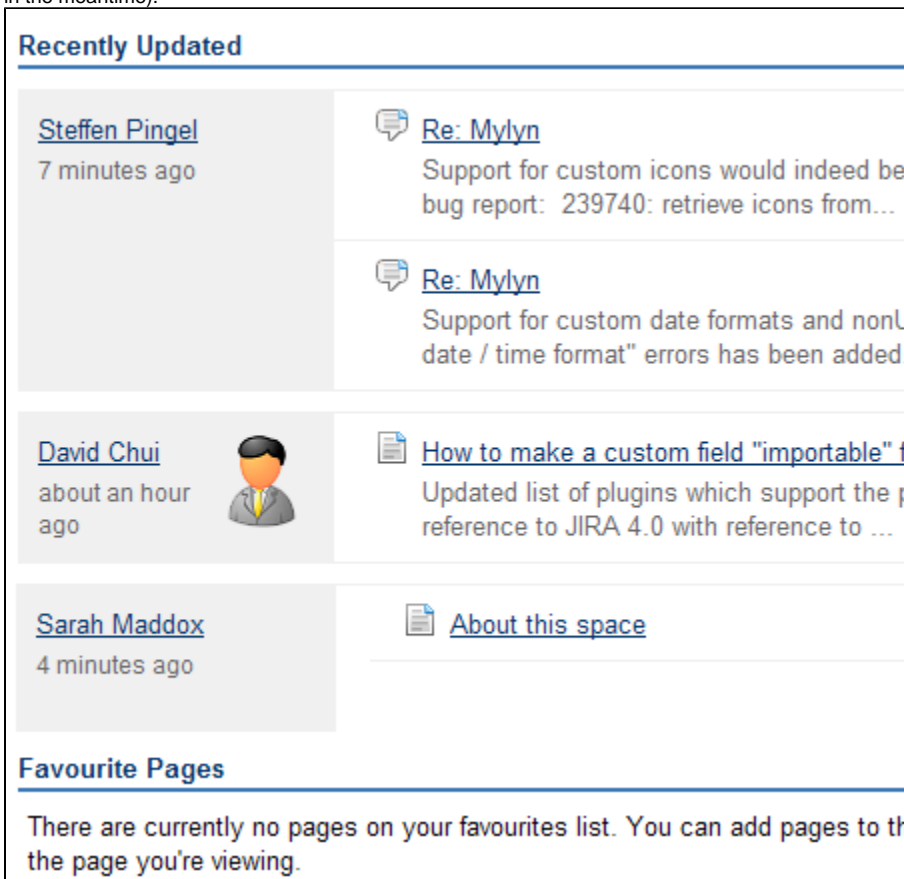 in the meantime).
Recently Updated
Steffen Pingel
7 minutes ago
Re: Mylyn
Support for custom icons would indeed be
bug report: 239740: retrieve icons from...
Re: Mylyn
Support for custom date formats and nonU
date / time format" errors has been added
David Chui
about an hour
ago
How to make a custom field "importable" f
Updated list of plugins which support the p
reference to JIRA 4.0 with reference to ...
Sarah Maddox
4 minutes ago
About this space
Favourite Pages
There are currently no pages on your favourites list. You can add pages to th
the page you're viewing.